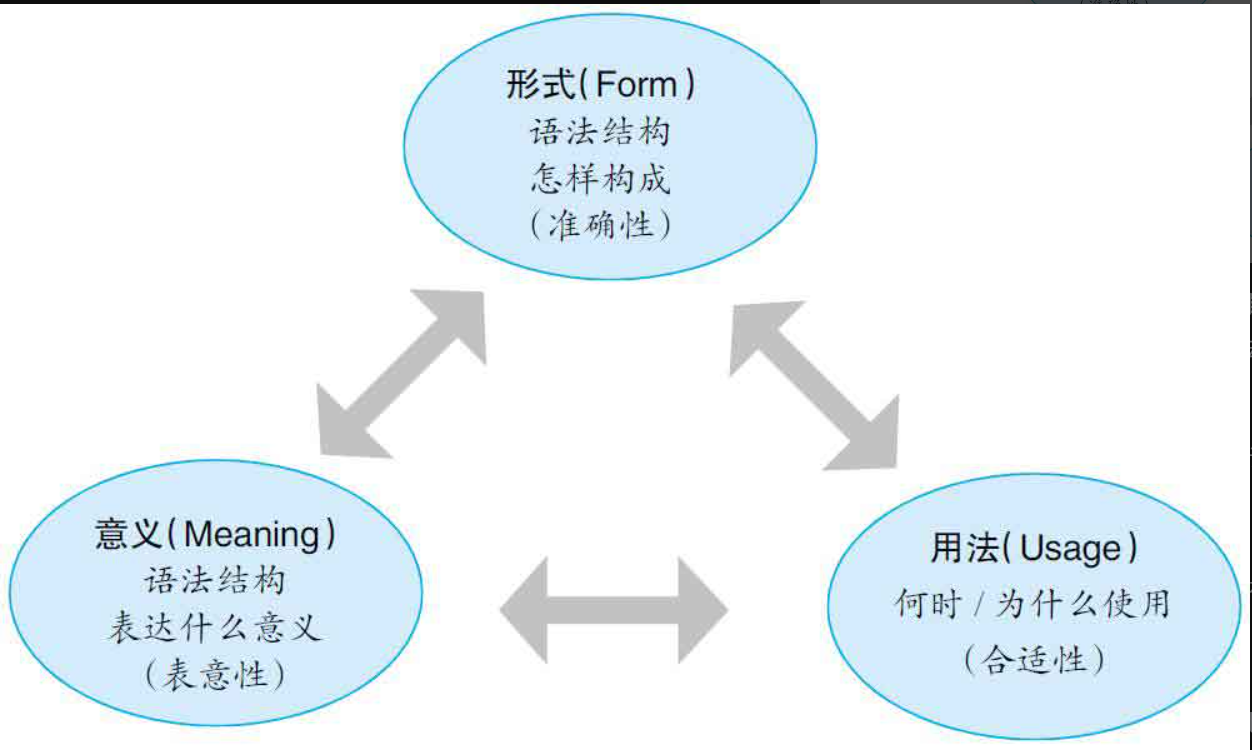 形式(Form)
语法结构
怎样构成
(准确性)
意义(Meaning)
语法结构
表达什么意义
(表意性)
用法(Usage)
何时/为什么使用
(合适性)